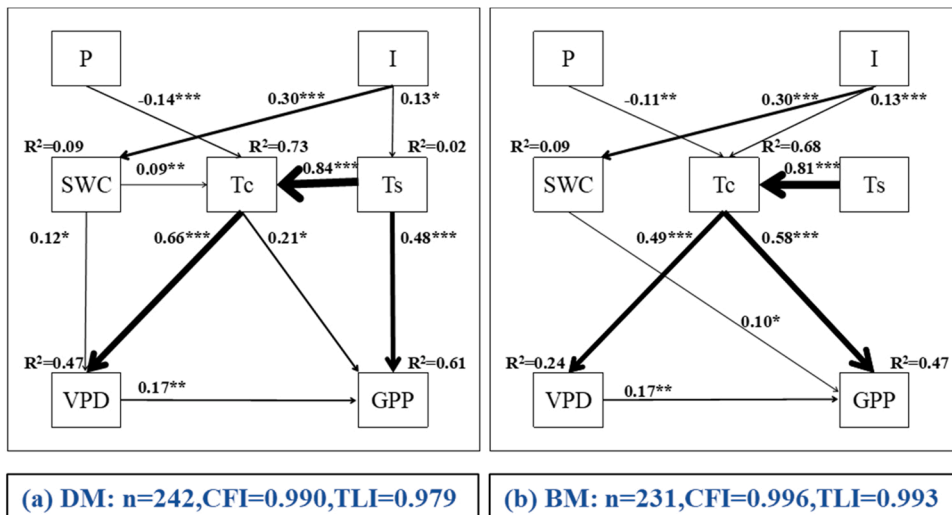 P
I
-0.14***
0.30***
0.13*
R²=0.09
R²=0.73
R²=0.02
SWC
0.09**
Tc
0.84***
Ts
0.12*
0.66***
0.21*
0.48***
R²=0.47
R²=0.61
VPD
0.17**
GPP
(a) DM: n=242,CFI=0.990,TLI=0.979
P
I
-0.11**
0.30***
0.13***
R²=0.09
R²=0.68
SWC
Tc
0.81***
Ts
0.49***
0.58***
0.10*
R²=0.24
R²=0.47
VPD
0.17**
GPP
(b) BM: n=231,CFI=0.996,TLI=0.993